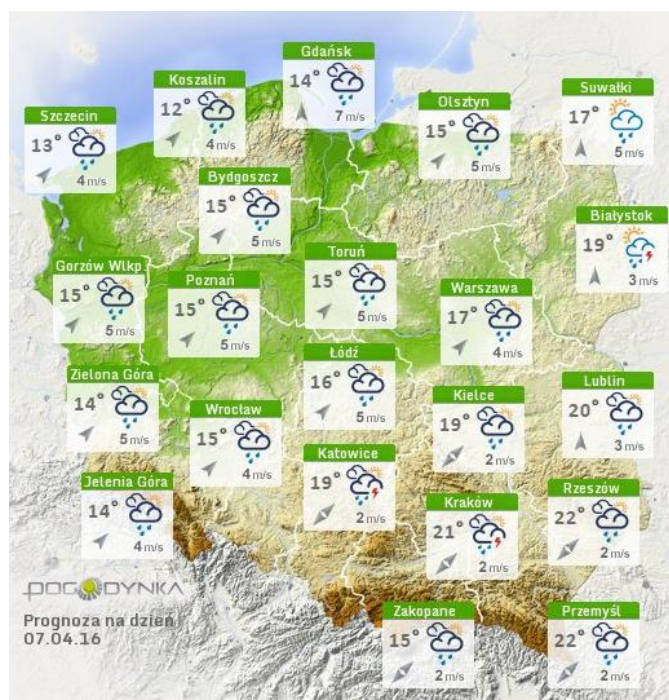 Gdańsk
14°
7 m/s
Koszalin
12°
4 m/s
Suwałki
17°
5 m/s
Olsztyn
15°
5 m/s
Szczecin
13°
4 m/s
Bydgoszcz
15°
5 m/s
Białystok
19°
3 m/s
Toruń
15°
5 m/s
Gorzów Wlkp.
15°
5 m/s
Poznań
15°
5 m/s
Warszawa
17°
4 m/s
Łódź
16°
5 m/s
Zielona Góra
14°
5 m/s
Lublin
20°
3 m/s
Kielce
19°
2 m/s
Wrocław
15°
4 m/s
Katowice
19°
2 m/s
Jelenia Góra
14°
4 m/s
Rzeszów
22°
2 m/s
Kraków
21°
2 m/s
POGODYNKA
Prognoza na dzień
07.04.16
Zakopane
15°
2 m/s
Przemyśl
22°
2 m/s